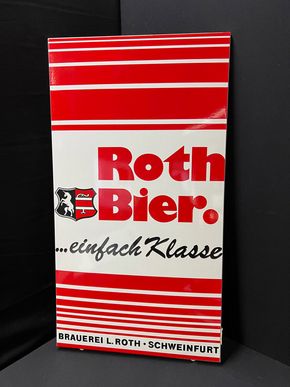 Roth
Bier.
...einfach Klasse
BRAUEREI L. ROTH · SCHWEINFURT